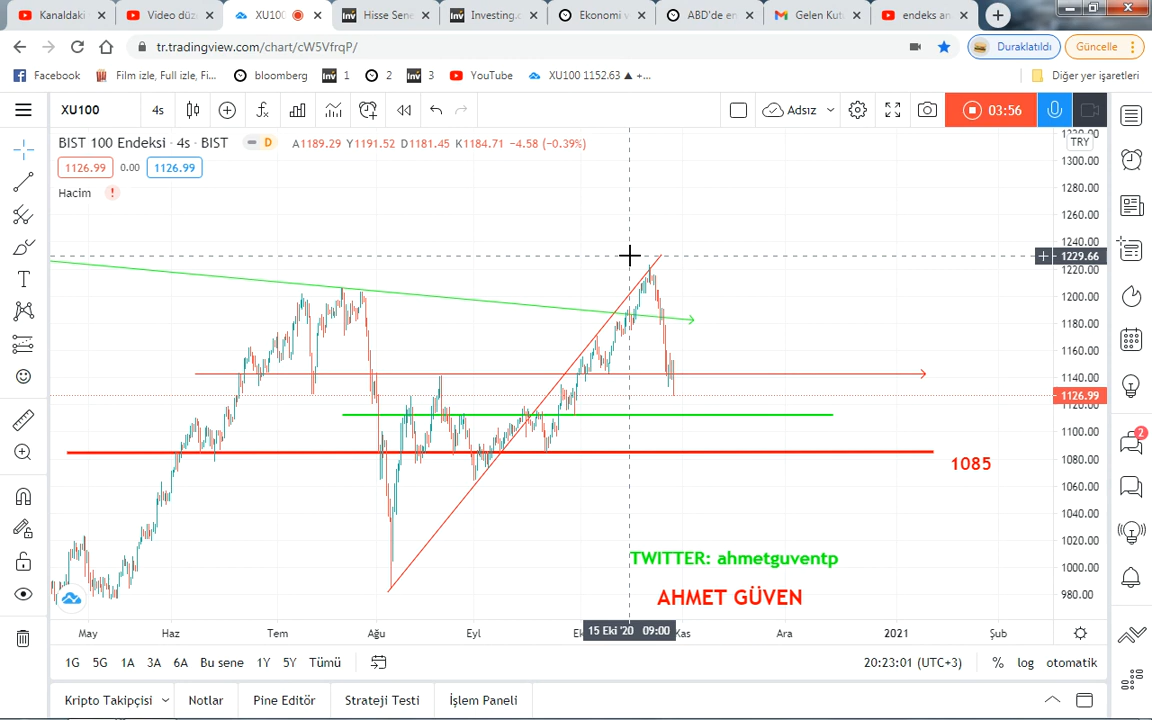 Kanaldaki
Video düz
XU100
Hisse Sene
Investing.c
Ekonomi v
ABD'de en
Gelen Kutu
endeks an
tr.tradingview.com/chart/cW5VfrqP/
Duraklatıldı
Güncelle
Facebook
Film izle, Full izle, Fi...
bloomberg
1
2
3
YouTube
XU100 1152.63 ▲ +...
Diğer yer işaretleri
XU100
4s
Adsız
03:56
BIST 100 Endeksi · 4s · BIST
D
A1189.29 Y1191.52 D1181.45 K1184.71 −4.58 (−0.39%)
1126.99 0.00 1126.99
Hacim
TRY
1300.00
1280.00
1260.00
1240.00
1229.66
1220.00
1200.00
1180.00
1160.00
1140.00
1126.99
1120.00
1100.00
1080.00
1060.00
1040.00
1020.00
1000.00
980.00
1085
2
TWITTER: ahmetguventp
AHMET GÜVEN
May
Haz
Tem
Ağu
Eyl
15 Eki '20 09:00
Kas
Ara
2021
Şub
1G 5G 1A 3A 6A Bu sene 1Y 5Y Tümü
20:23:01 (UTC+3)
% log otomatik
Kripto Takipçisi
Notlar
Pine Editör
Strateji Testi
İşlem Paneli